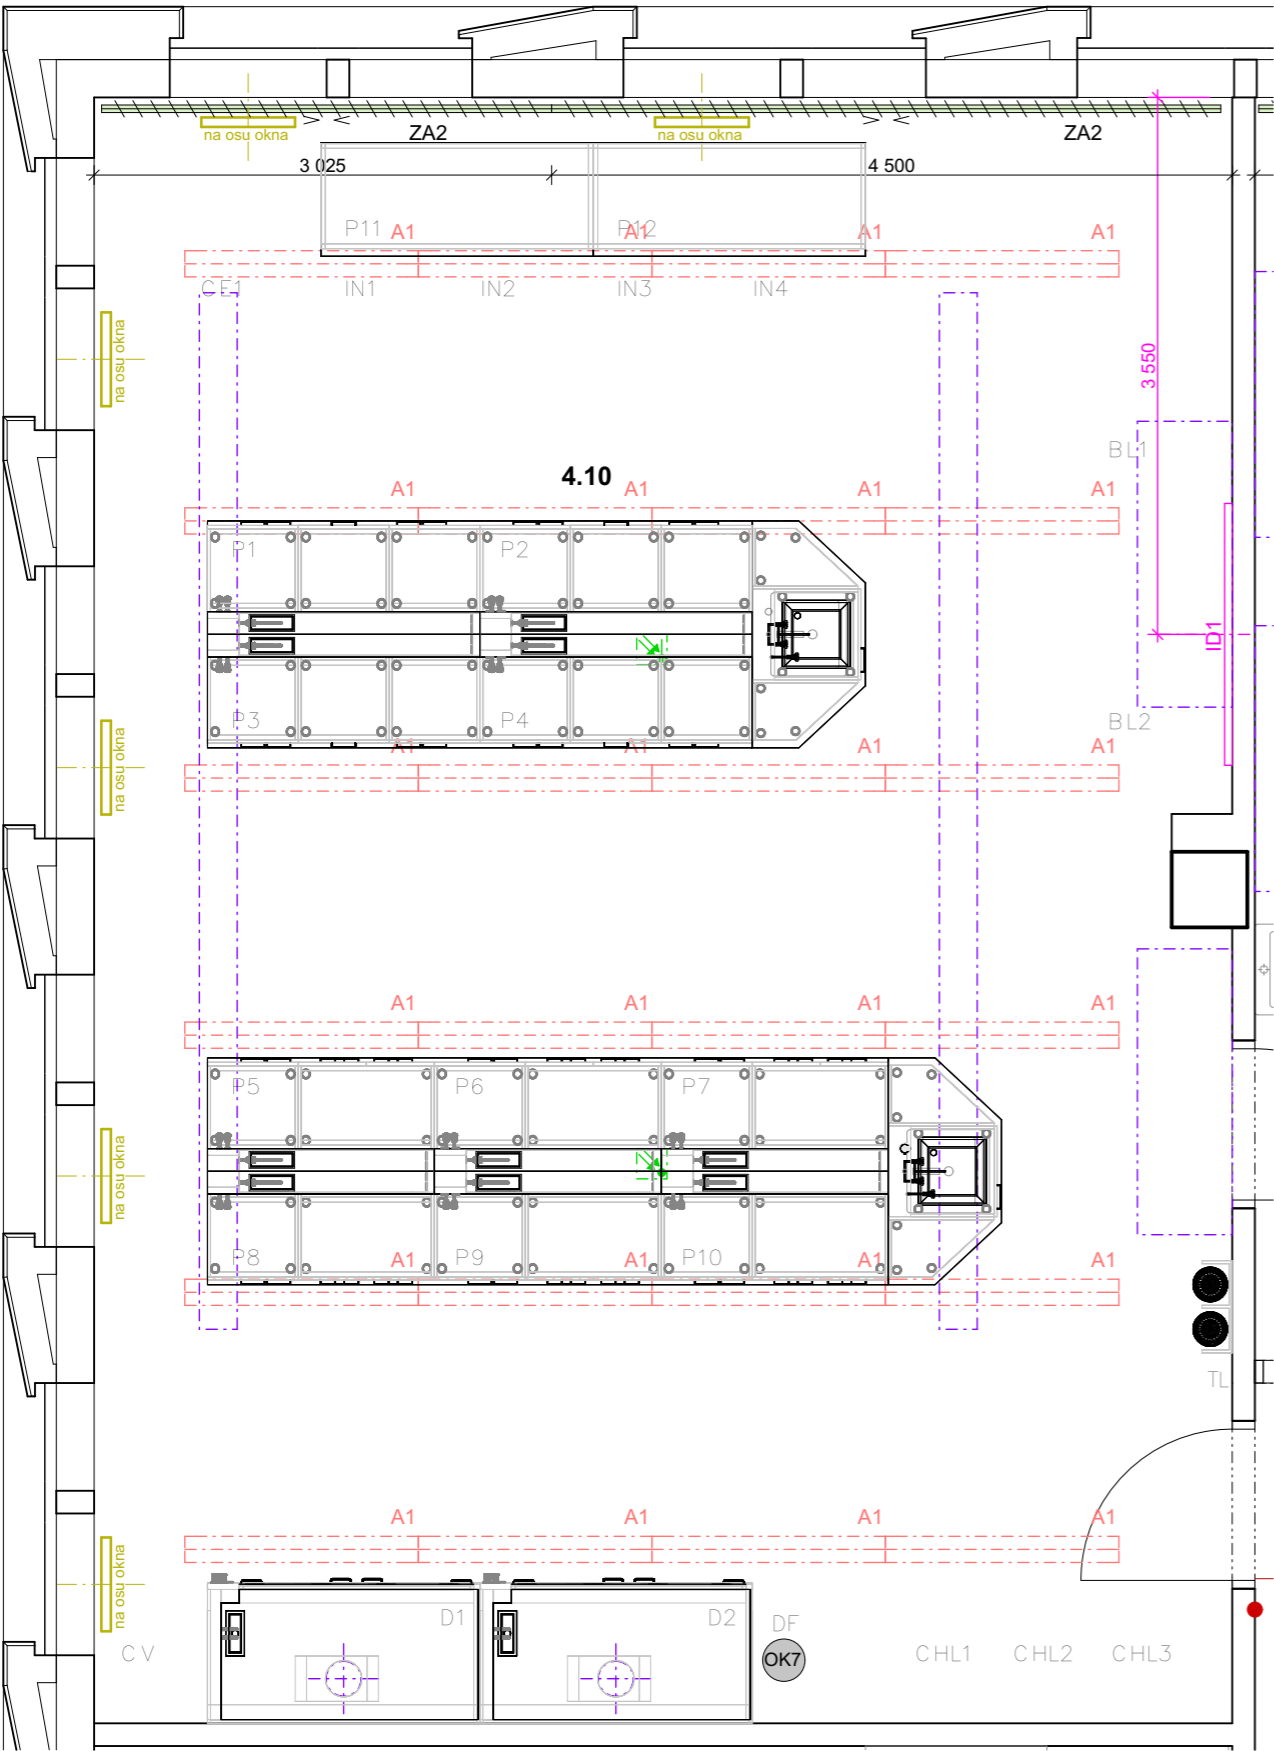 na osu okna
ZA2
na osu okna
ZA2
3 025
4 500
P11
P12
A1
A1
A1
A1
CE1
IN1
IN2
IN3
IN4
na osu okna
3 550
BL1
4.10
A1
A1
A1
A1
P1
P2
ID1
P3
P4
BL2
A1
A1
A1
A1
na osu okna
A1
A1
A1
A1
P5
P6
P7
na osu okna
P8
P9
P10
A1
A1
A1
A1
TL
A1
A1
A1
A1
na osu okna
D1
D2
DF
OK7
CV
CHL1
CHL2
CHL3